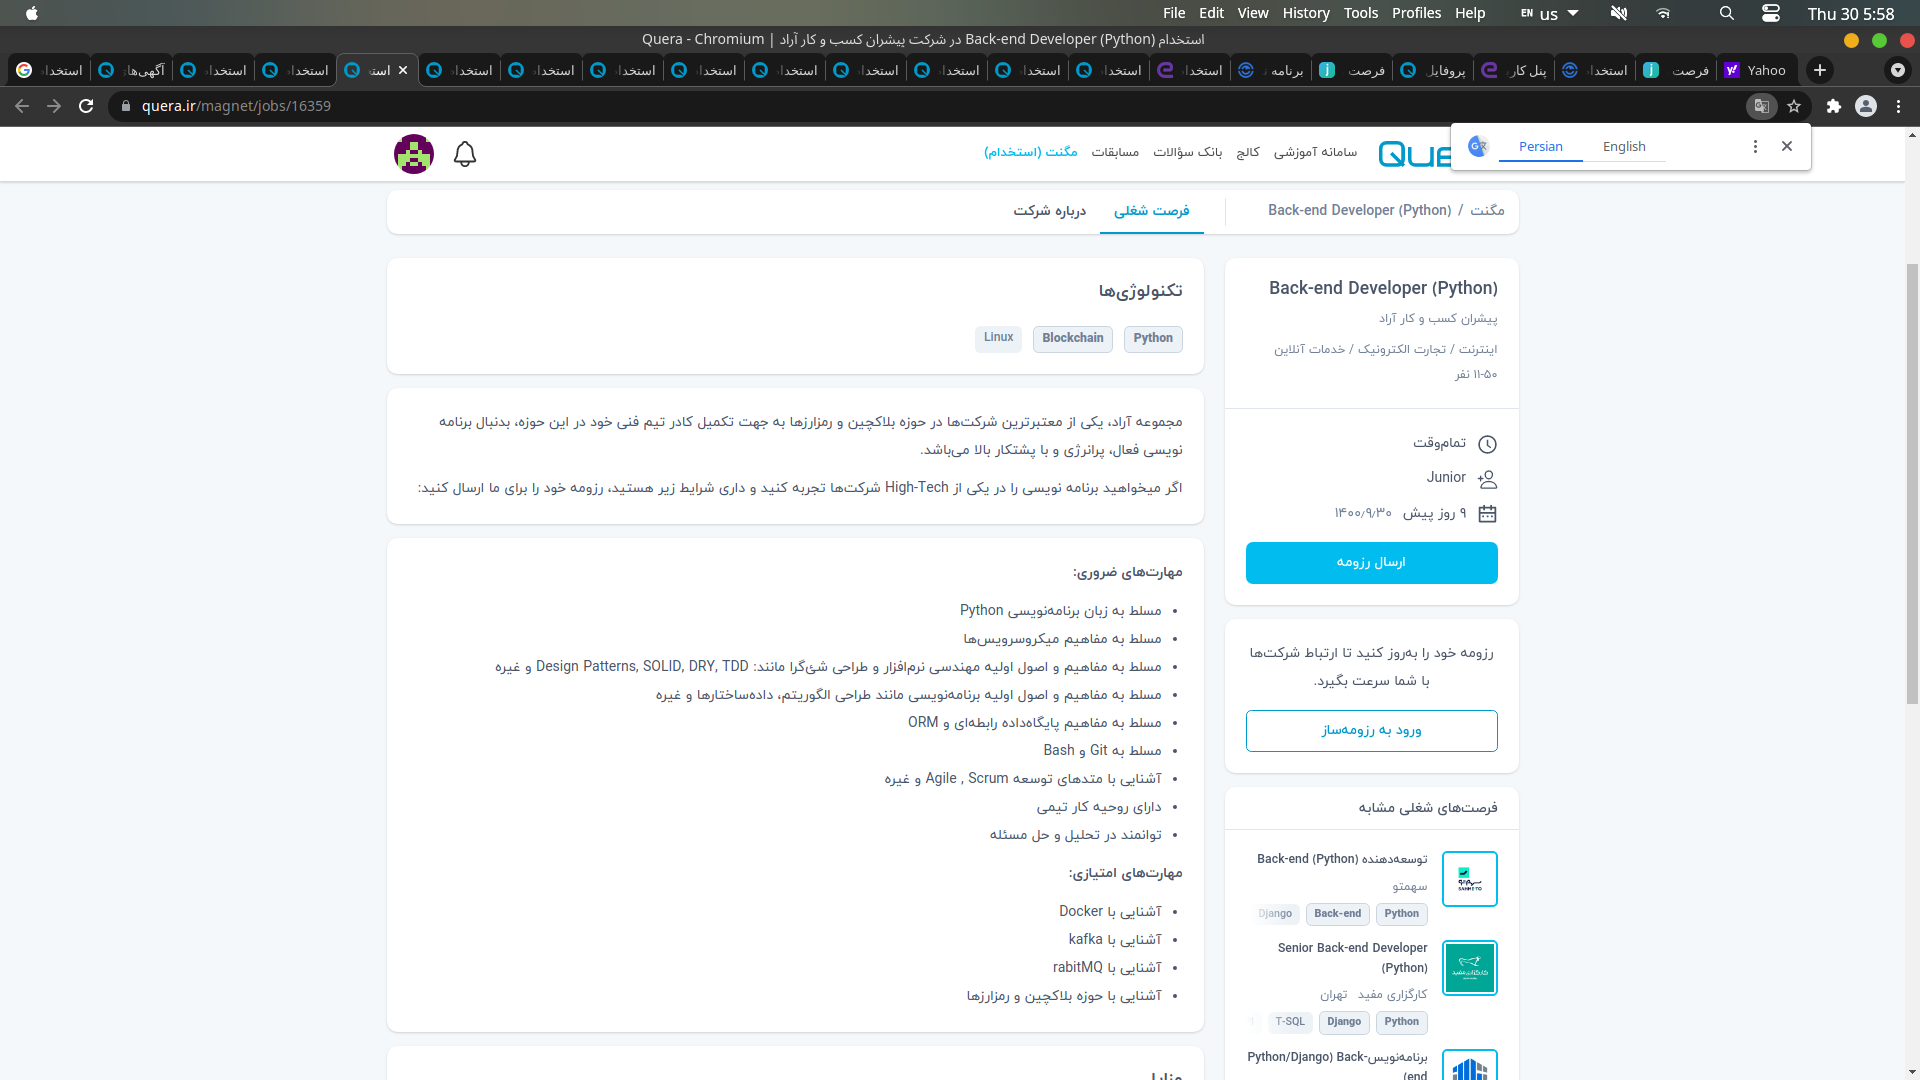 File Edit View History Tools Profiles Help
EN us
Thu 30 5:58
استخدام Back-end Developer (Python) در شرکت پیشران کسب و کار آراد | Quera - Chromium
استخدا
آگهی‌های
استخدا
استخدا
است
استخدا
استخدا
استخدا
استخدا
استخدا
استخدا
استخدا
استخدا
استخدا
استخدا
برنامه
فرصت
پروفایل
پنل کار
استخدا
فرصت
Yahoo
quera.ir/magnet/jobs/16359
Persian English
سامانه آموزشی
کالج
بانک سؤالات
مسابقات
مگنت (استخدام)
مگنت / Back-end Developer (Python)
فرصت شغلی
درباره شرکت
Back-end Developer (Python)
پیشران کسب و کار آراد
اینترنت / تجارت الکترونیک / خدمات آنلاین
۱۱-۵۰ نفر
تمام‌وقت
Junior
۹ روز پیش ۱۴۰۰/۹/۳۰
ارسال رزومه
رزومه خود را به‌روز کنید تا ارتباط شرکت‌ها
با شما سرعت بگیرد.
ورود به رزومه‌ساز
فرصت‌های شغلی مشابه
توسعه‌دهنده Back-end (Python)
سهمتو
Python Back-end Django
Senior Back-end Developer
(Python)
کارگزاری مفید تهران
Python Django T-SQL
برنامه‌نویس Back-end (Python/Django)
تکنولوژی‌ها
Python Blockchain Linux
مجموعه آراد، یکی از معتبرترین شرکت‌ها در حوزه بلاکچین و رمزارزها به جهت تکمیل کادر تیم فنی خود در این حوزه، بدنبال برنامه
نویسی فعال، پرانرژی و با پشتکار بالا می‌باشد.
اگر میخواهید برنامه نویسی را در یکی از High-Tech شرکت‌ها تجربه کنید و داری شرایط زیر هستید، رزومه خود را برای ما ارسال کنید:
مهارت‌های ضروری:
• مسلط به زبان برنامه‌نویسی Python
• مسلط به مفاهیم میکروسرویس‌ها
• مسلط به مفاهیم و اصول اولیه مهندسی نرم‌افزار و طراحی شئ‌گرا مانند: Design Patterns, SOLID, DRY, TDD و غیره
• مسلط به مفاهیم و اصول اولیه برنامه‌نویسی مانند طراحی الگوریتم، داده‌ساختارها و غیره
• مسلط به مفاهیم پایگاه‌داده رابطه‌ای و ORM
• مسلط به Git و Bash
• آشنایی با متدهای توسعه Agile , Scrum و غیره
• دارای روحیه کار تیمی
• توانمند در تحلیل و حل مسئله
مهارت‌های امتیازی:
• آشنایی با Docker
• آشنایی با kafka
• آشنایی با rabitMQ
• آشنایی با حوزه بلاکچین و رمزارزها
مزایا